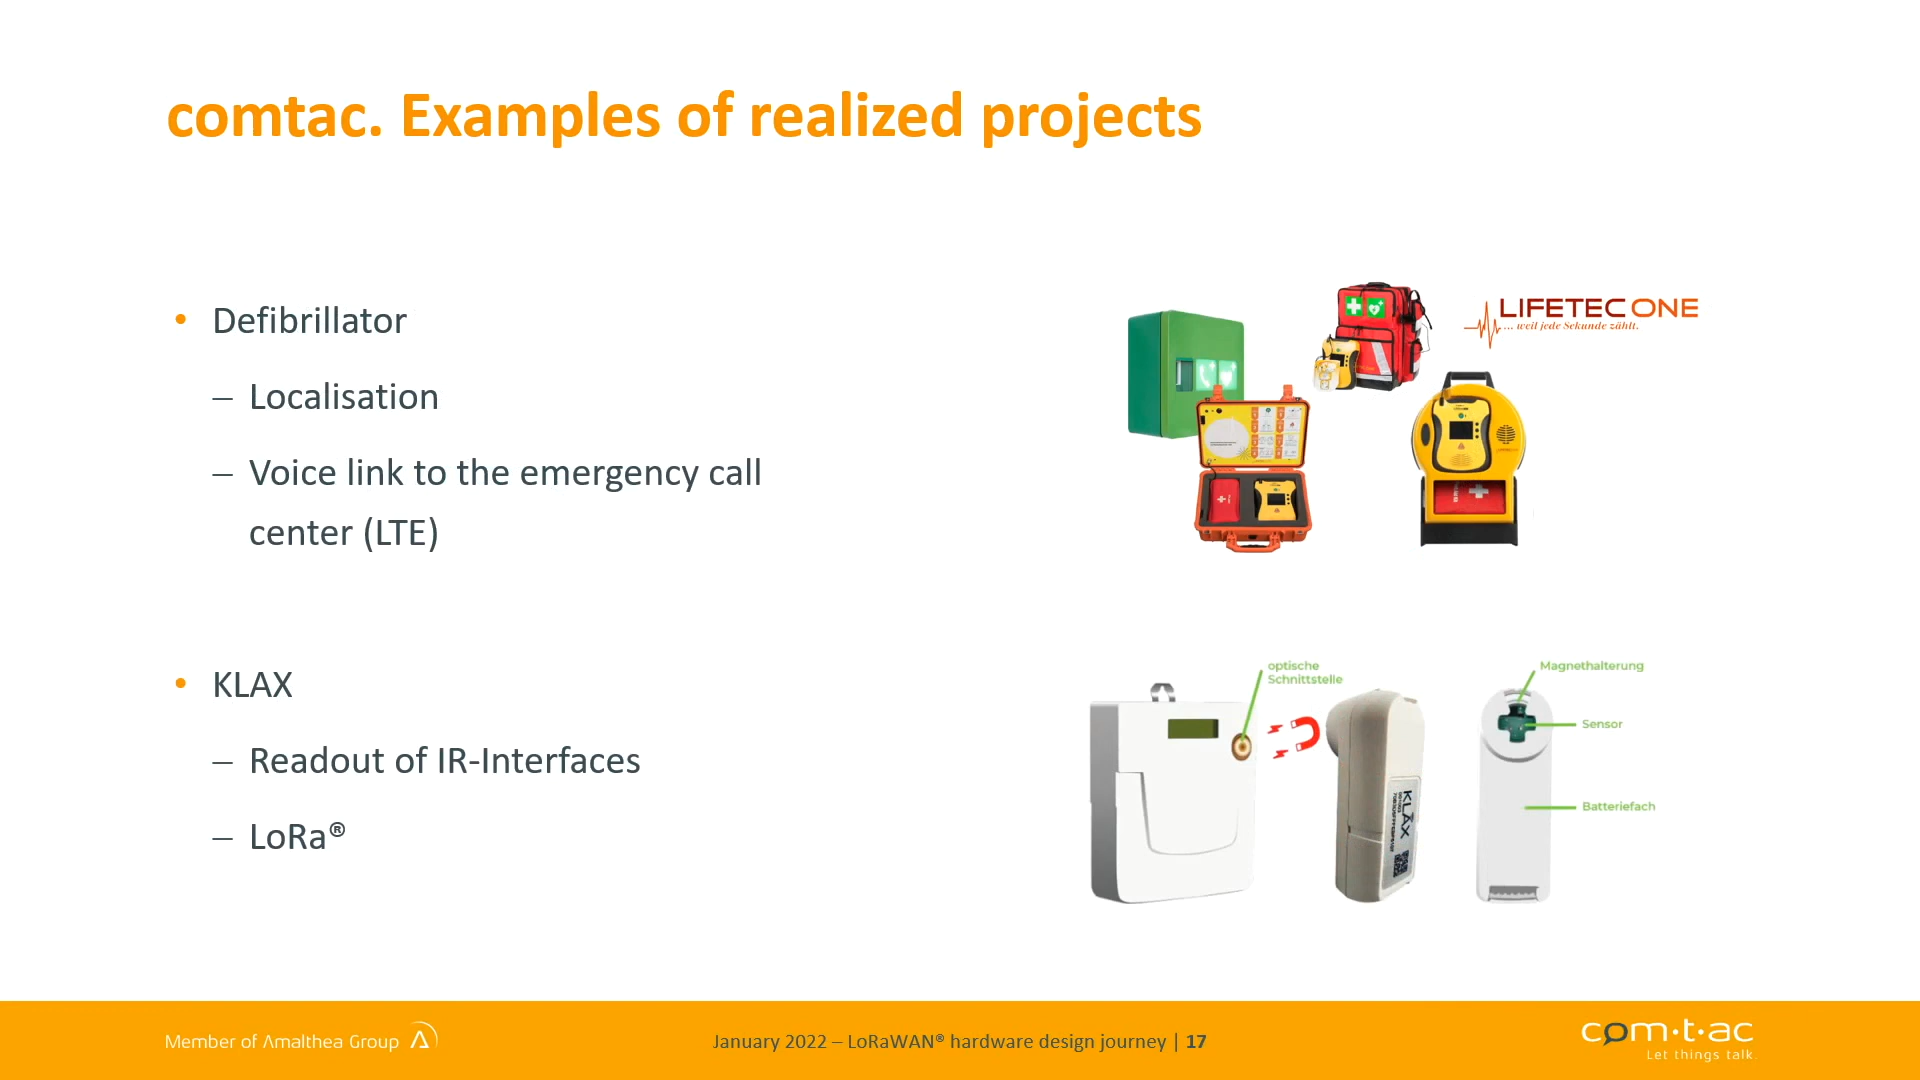 comtac. Examples of realized projects
• Defibrillator
– Localisation
– Voice link to the emergency call
center (LTE)
LIFETEC ONE
... weil jede Sekunde zählt.
• KLAX
– Readout of IR-Interfaces
– LoRa®
optische
Schnittstelle
KLAX
Magnethalterung
Sensor
Batteriefach
Member of Amalthea Group
January 2022 – LoRaWAN® hardware design journey | 17
com·t·ac
Let things talk.